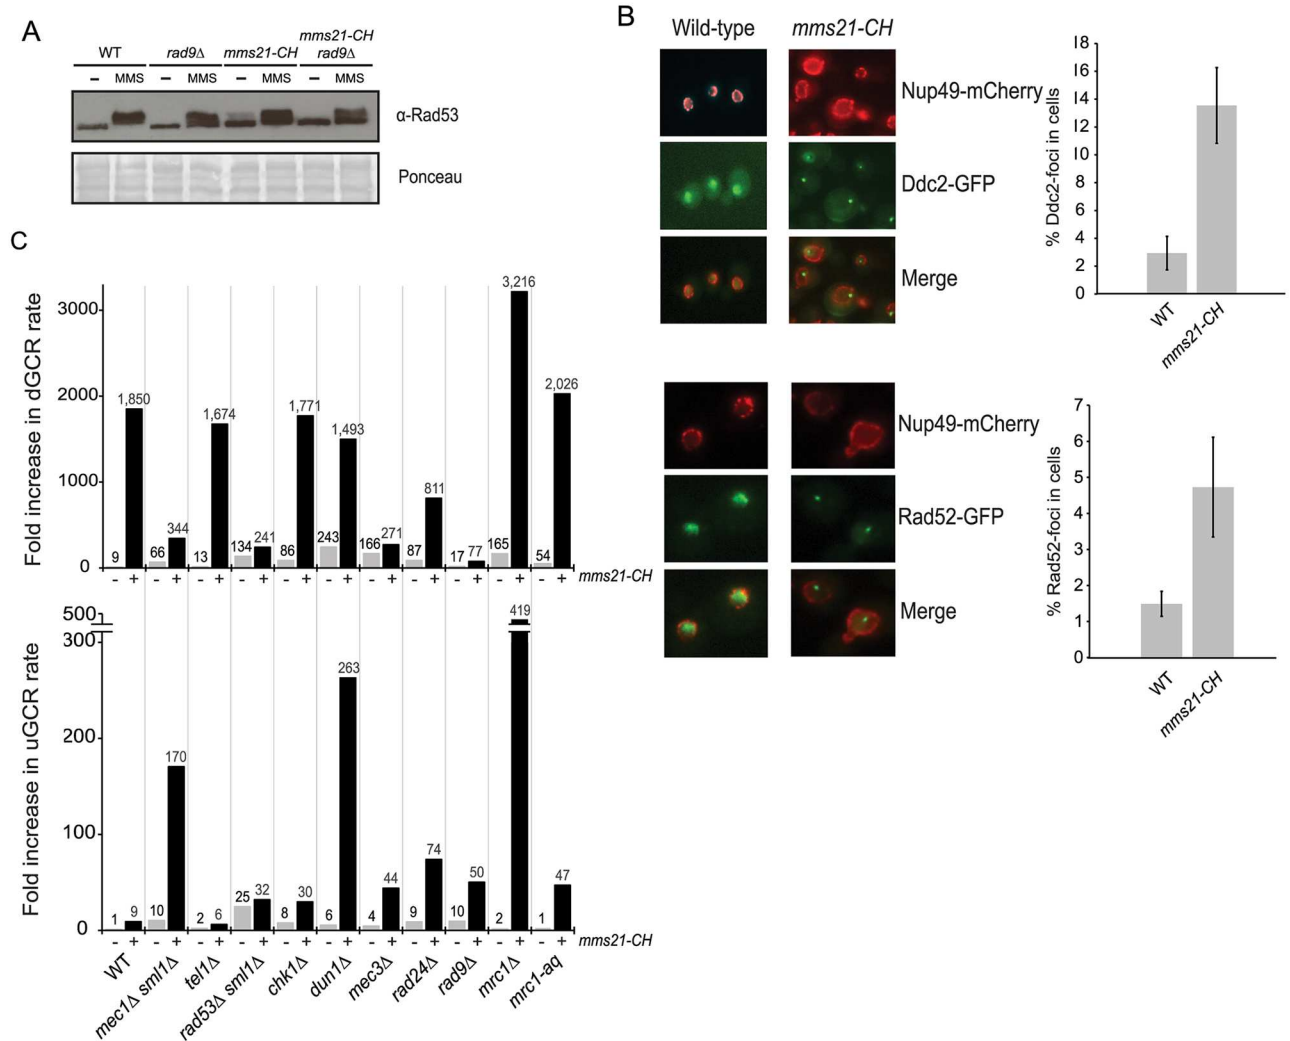 A
WT
rad9Δ
mms21-CH
mms21-CH
rad9Δ
– MMS – MMS – MMS – MMS
α-Rad53
Ponceau
B
Wild-type mms21-CH
Nup49-mCherry
Ddc2-GFP
Merge
% Ddc2-foci in cells
18
16
14
12
10
8
6
4
2
0
WT
mms21-CH
Nup49-mCherry
Rad52-GFP
Merge
% Rad52-foci in cells
7
6
5
4
3
2
1
0
WT
mms21-CH
C
Fold increase in dGCR rate
3000
2000
1000
0
9 1,850 66 344 13 1,674 134 241 86 1,771 243 1,493 166 271 87 811 17 77 165 3,216 54 2,026
- + - + - + - + - + - + - + - + - + - + - + mms21-CH
Fold increase in uGCR rate
500
300
200
100
0
1 9 10 170 2 6 25 32 8 30 6 263 4 44 9 74 10 50 2 419 1 47
- + - + - + - + - + - + - + - + - + - + - + mms21-CH
WT
mec1Δ sml1Δ
tel1Δ
rad53Δ sml1Δ
chk1Δ
dun1Δ
mec3Δ
rad24Δ
rad9Δ
mrc1Δ
mrc1-aq